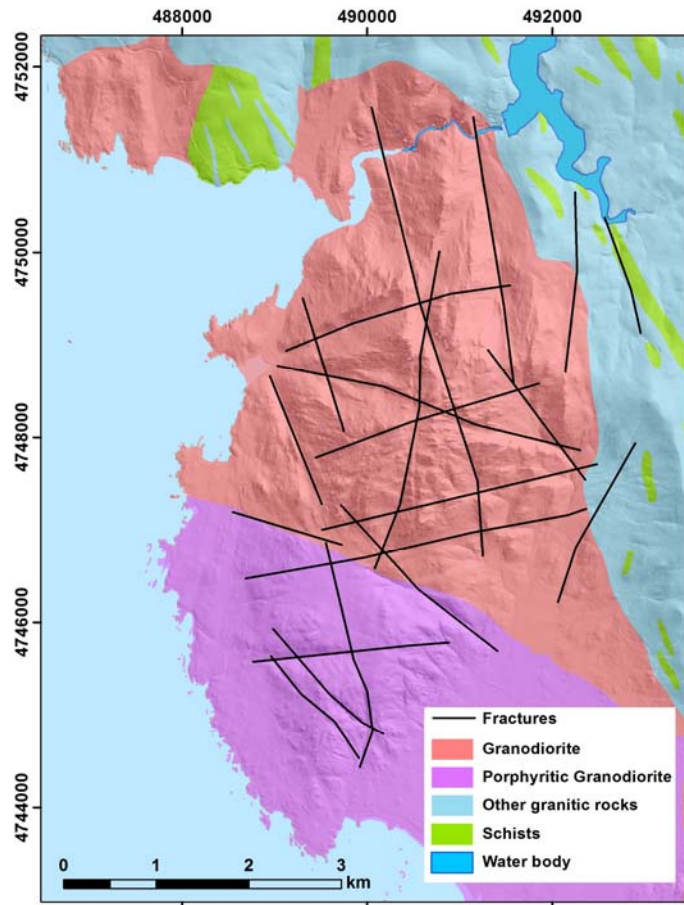 488000 490000 492000
4752000
4750000
4748000
4746000
4744000
Fractures
Granodiorite
Porphyritic Granodiorite
Other granitic rocks
Schists
Water body
0 1 2 3
km